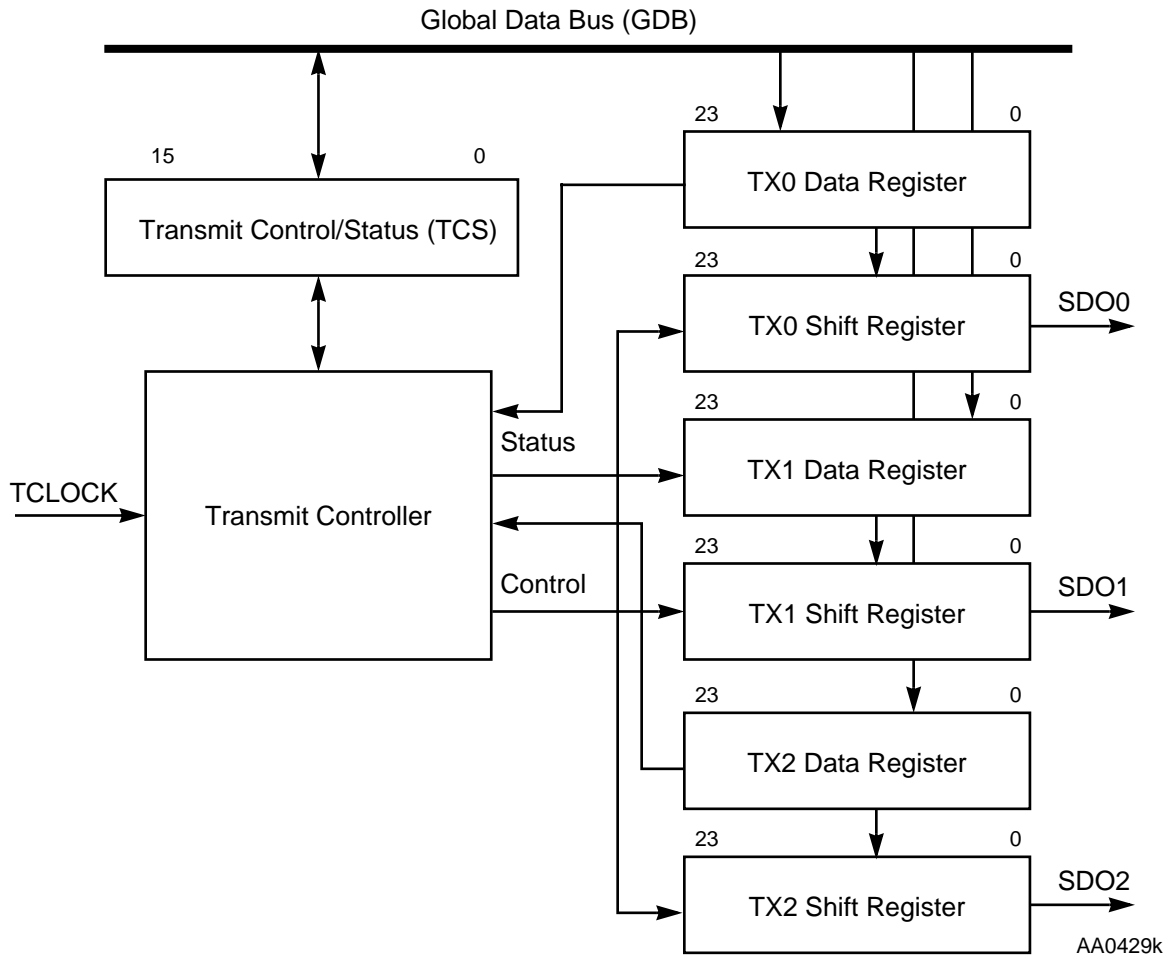 Global Data Bus (GDB)
23 0
TX0 Data Register
15 0
Transmit Control/Status (TCS)
23 0
TX0 Shift Register
SDO0
23 0
Status
TX1 Data Register
TCLOCK
Transmit Controller
23 0
Control
TX1 Shift Register
SDO1
23 0
TX2 Data Register
23 0
TX2 Shift Register
SDO2
AA0429k